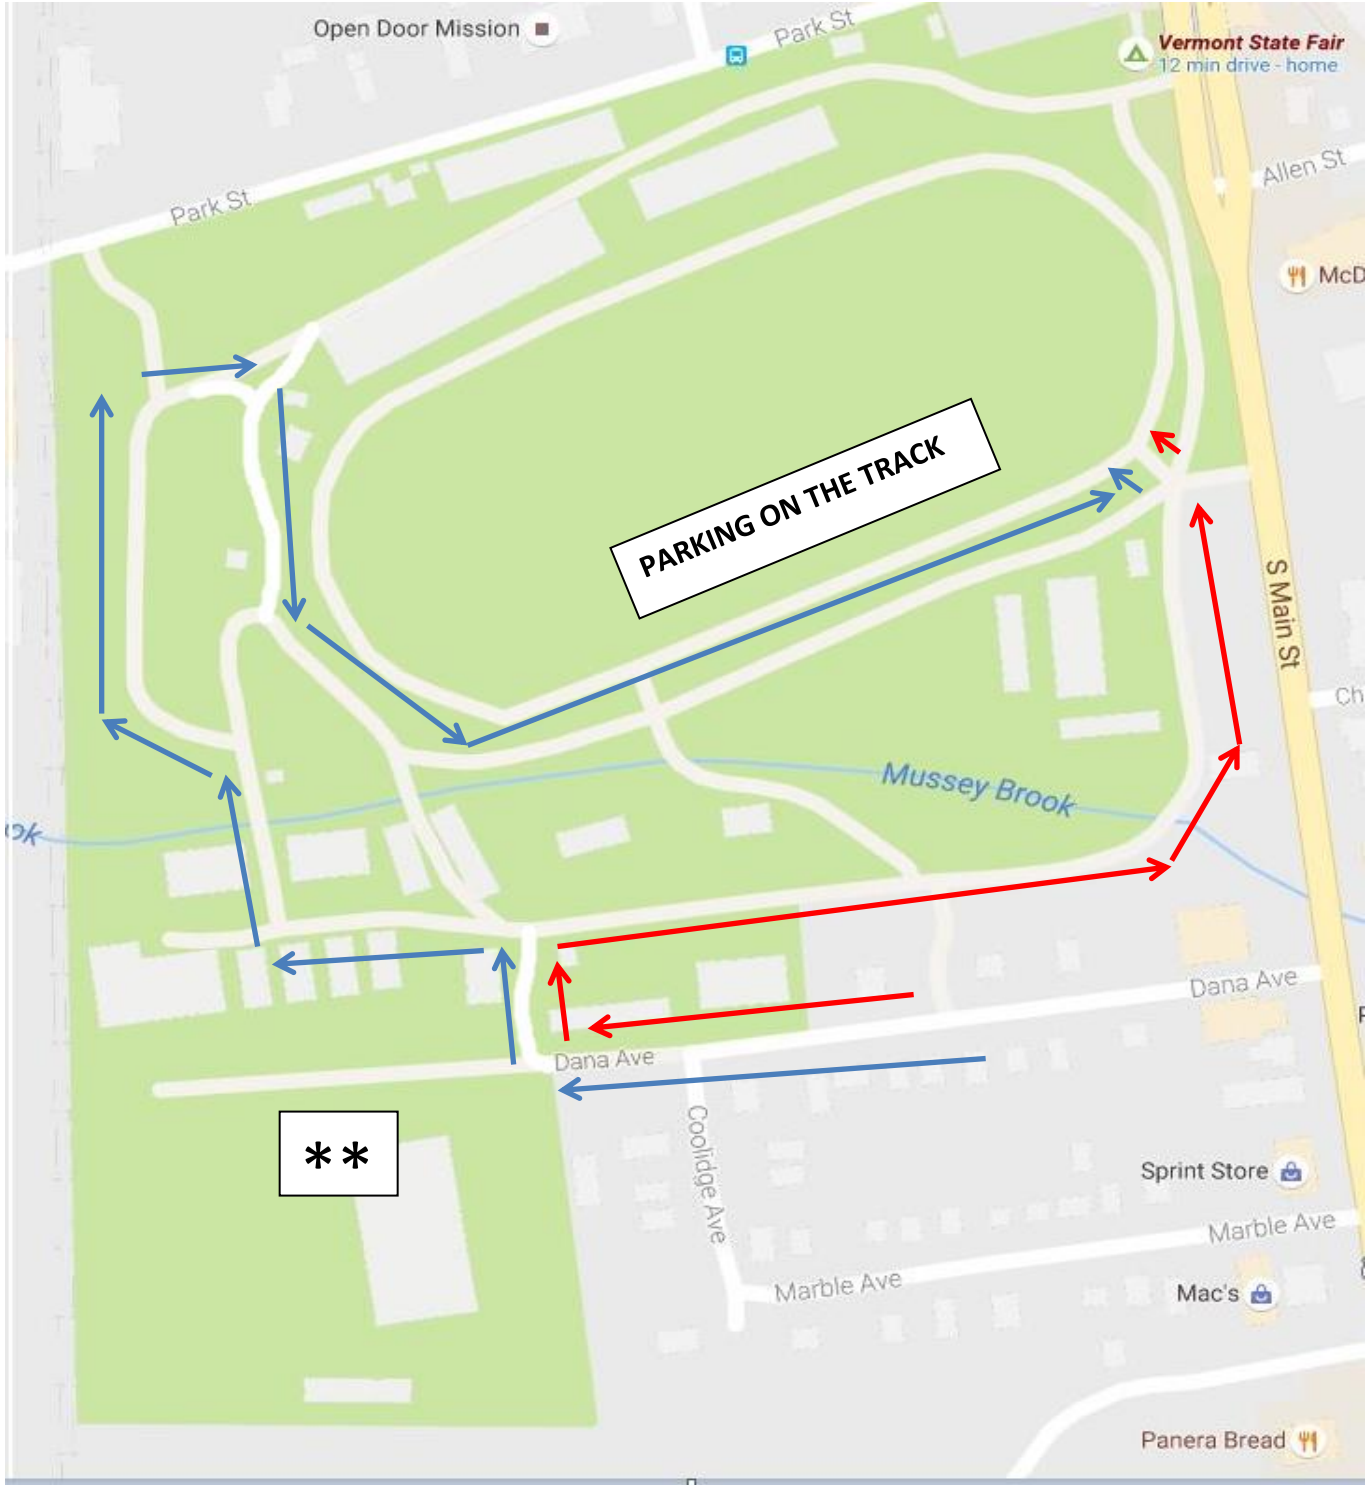 Open Door Mission
Park St
Vermont State Fair
12 min drive - home
Allen St
Park St
McD
PARKING ON THE TRACK
S Main St
Ch
Mussey Brook
ok
Dana Ave
Dana Ave
**
Coolidge Ave
Sprint Store
Marble Ave
Marble Ave
Mac's
Panera Bread